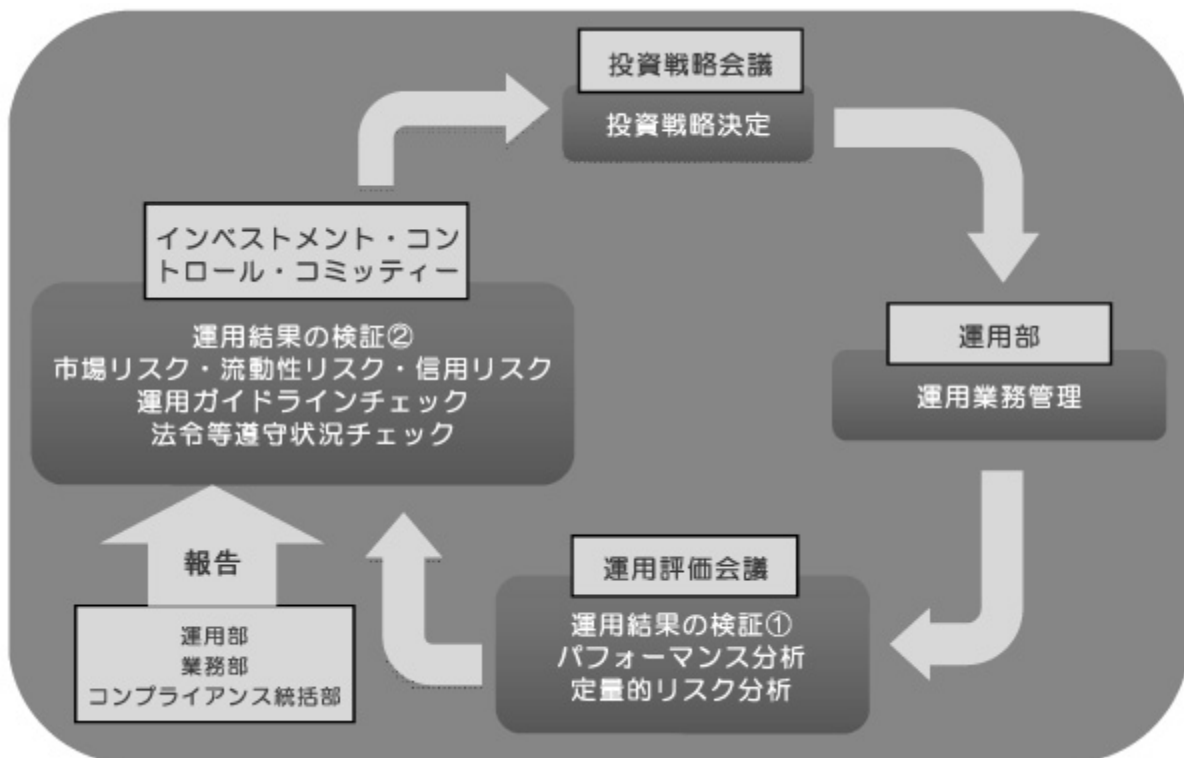 投資戦略会議
投資戦略決定
インベストメント・コン
トロール・コミッティー
運用結果の検証②
市場リスク・流動性リスク・信用リスク
運用ガイドラインチェック
法令等遵守状況チェック
運用部
運用業務管理
報告
運用部
業務部
コンプライアンス統括部
運用評価会議
運用結果の検証①
パフォーマンス分析
定量的リスク分析